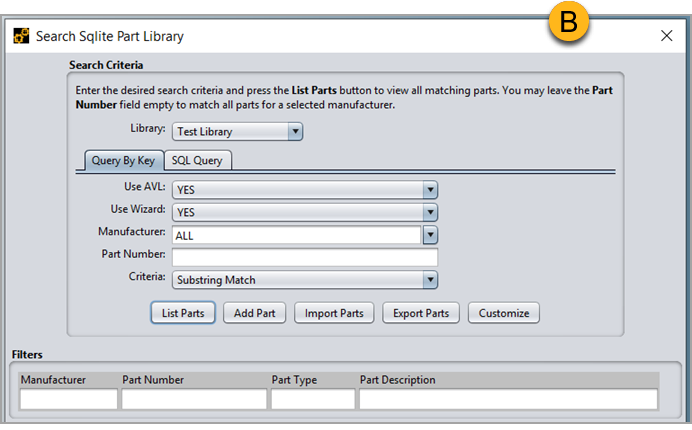 B
Search Sqlite Part Library
Search Criteria
Enter the desired search criteria and press the List Parts button to view all matching parts. You may leave the Part
Number field empty to match all parts for a selected manufacturer.
Library: Test Library
Query By Key SQL Query
Use AVL: YES
Use Wizard: YES
Manufacturer: ALL
Part Number:
Criteria: Substring Match
List Parts Add Part Import Parts Export Parts Customize
Filters
Manufacturer Part Number Part Type Part Description